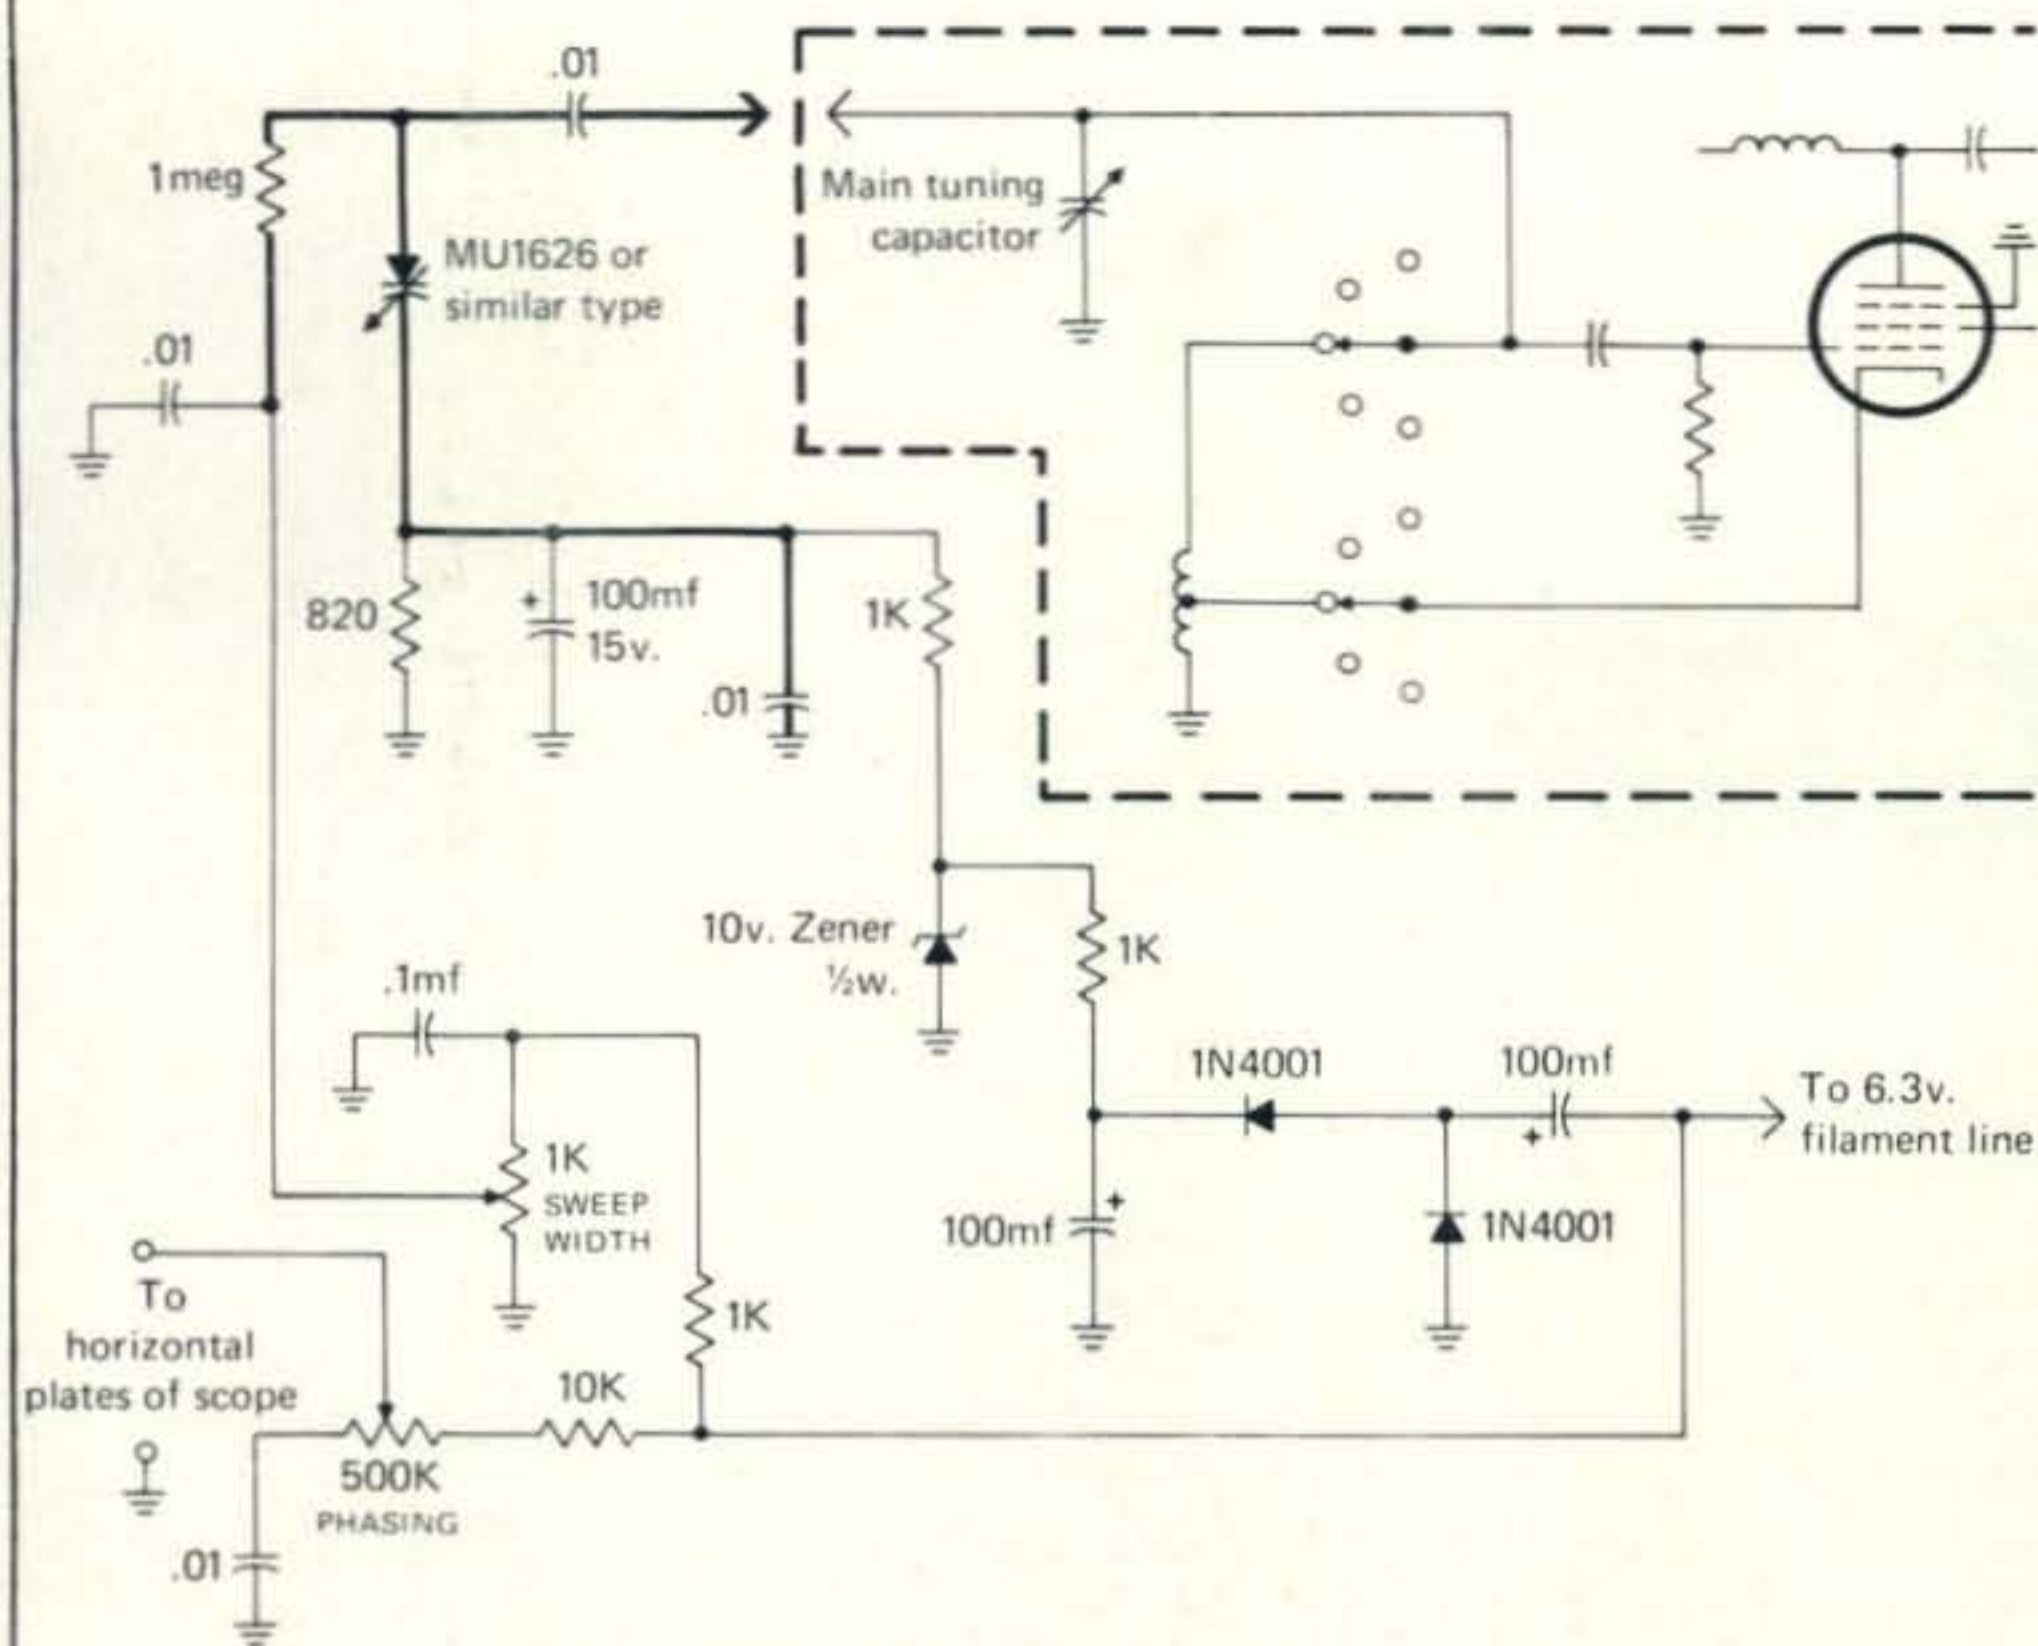 .01
1meg
Main tuning
capacitor
MU1626 or
similar type
.01
820
+
100mf
15v.
1K
.01
10v. Zener
½w.
1K
.1mf
1N4001
100mf
+
To 6.3v.
filament line
1K
SWEEP
WIDTH
100mf
+
1N4001
To
horizontal
plates of scope
1K
10K
500K
PHASING
.01